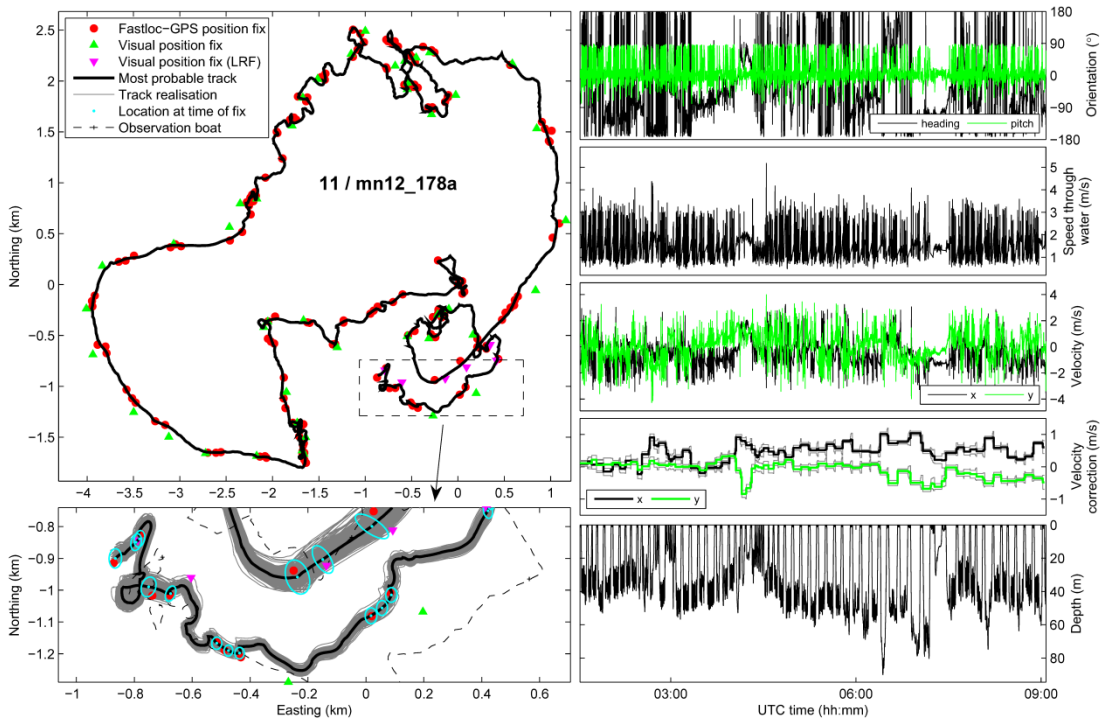 Fastloc−GPS position fix
Visual position fix
Visual position fix (LRF)
Most probable track
Track realisation
Location at time of fix
Observation boat
11 / mn12_178a
2.5
2
1.5
1
0.5
0
−0.5
−1
−1.5
Northing (km)
−4 −3.5 −3 −2.5 −2 −1.5 −1 −0.5 0 0.5 1
−0.8
−0.9
−1.0
−1.1
−1.2
Northing (km)
−1 −0.8 −0.6 −0.4 −0.2 0 0.2 0.4 0.6
Easting (km)
180
90
0
−90
−180
Orientation (°)
heading pitch
5
4
3
2
1
Speed through
water (m/s)
4
2
0
−2
−4
Velocity (m/s)
x y
1
0
−1
Velocity
correction (m/s)
x y
0
20
40
60
80
Depth (m)
03:00 06:00 09:00
UTC time (hh:mm)